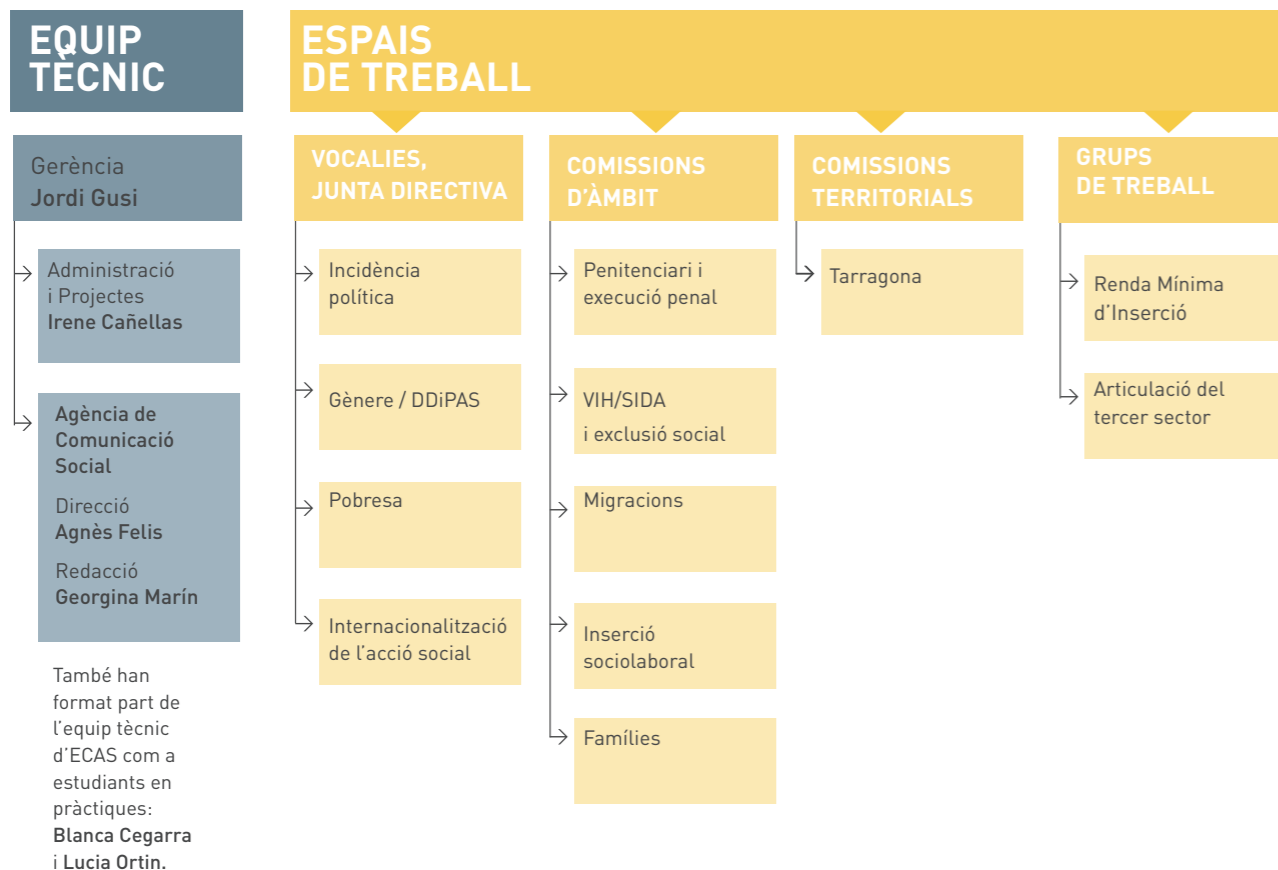 EQUIP
TÈCNIC
Gerència
Jordi Gusi
Administració
i Projectes
Irene Cañellas
Agència de
Comunicació
Social
Direcció
Agnès Felis
Redacció
Georgina Marín
També han
format part de
l’equip tècnic
d’ECAS com a
estudiants en
pràctiques:
Blanca Cegarra
i Lucia Ortin.
ESPAIS
DE TREBALL
VOCALIES,
JUNTA DIRECTIVA
Incidència
política
Gènere / DDiPAS
Pobresa
Internacionalització
de l’acció social
COMISSIONS
D’ÀMBIT
Penitenciari i
execució penal
VIH/SIDA
i exclusió social
Migracions
Inserció
sociolaboral
Famílies
COMISSIONS
TERRITORIALS
Tarragona
GRUPS
DE TREBALL
Renda Mínima
d’Inserció
Articulació del
tercer sector